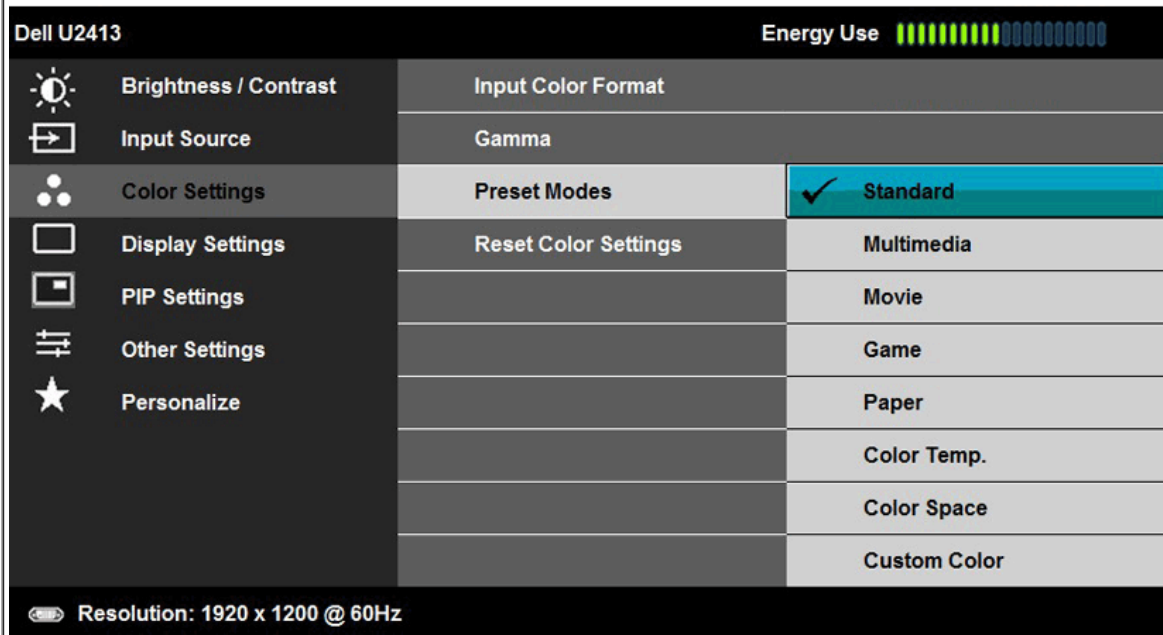 Dell U2413 Energy Use
Brightness / Contrast Input Color Format
Input Source Gamma
Color Settings Preset Modes Standard
Display Settings Reset Color Settings Multimedia
PIP Settings Movie
Other Settings Game
Personalize Paper
Color Temp.
Color Space
Custom Color
Resolution: 1920 x 1200 @ 60Hz